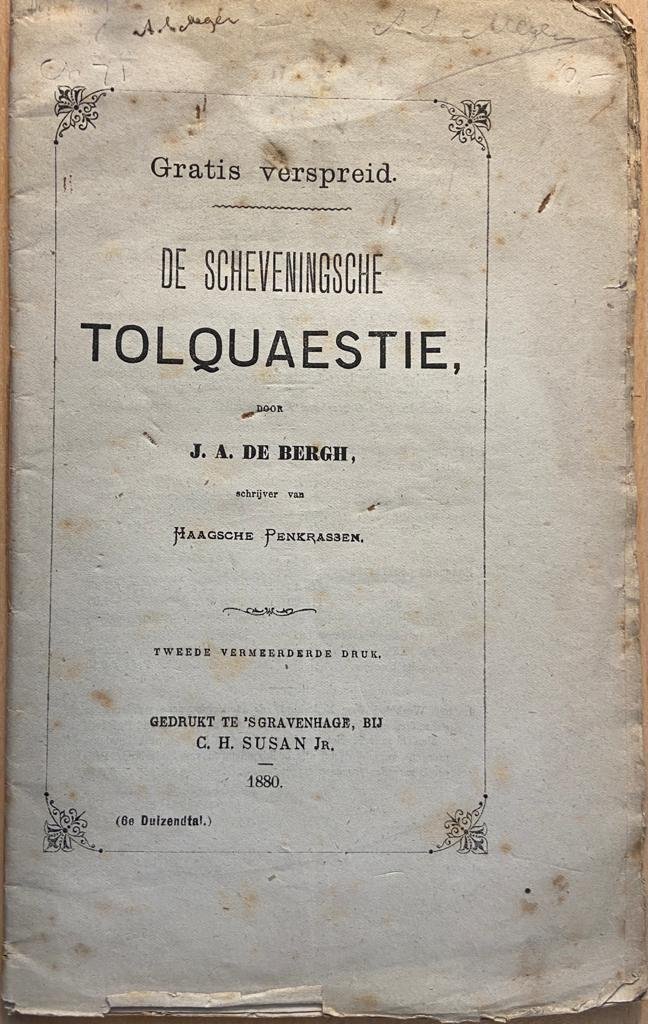 Gratis verspreid.
DE SCHEVENINGSCHE
TOLQUAESTIE,
DOOR
J. A. DE BERGH,
schrijver van
HAAGSCHE PENKRASSEN.
TWEEDE VERMEERDERDE DRUK.
GEDRUKT TE 'SGRAVENHAGE, BIJ
C. H. SUSAN JR.
1880.
(6e Duizendtal.)